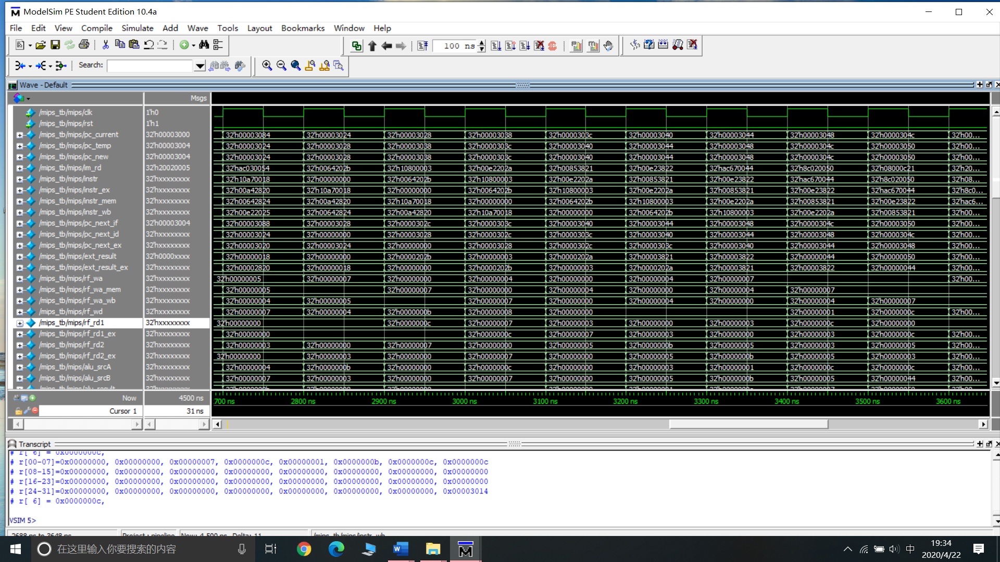 ModelSim PE Student Edition 10.4a
File Edit View Compile Simulate Add Wave Tools Layout Bookmarks Window Help
100 ns
Search:
Wave - Default
Msgs
/mips_tb/mips/clk 1'h0
/mips_tb/mips/rst 1'h1
/mips_tb/mips/pc_current 32'h00003000 32'h00003084 32'h00003024 32'h00003028 32'h00003038 32'h0000303c 32'h00003040 32'h00003044 32'h00003048 32'h0000304c 32'h00...
/mips_tb/mips/pc_temp 32'h00003004 32'h00003024 32'h00003028 32'h00003038 32'h0000303c 32'h00003040 32'h00003044 32'h00003048 32'h0000304c 32'h00003050 32'h00...
/mips_tb/mips/pc_new 32'h00003004 32'h00003024 32'h00003028 32'h00003038 32'h0000303c 32'h00003040 32'h00003044 32'h00003048 32'h0000304c 32'h00003050 32'h00...
/mips_tb/mips/im_rd 32'h20020005 32'hac030054 32'h0064202b 32'h10800003 32'h00e2202a 32'h00853821 32'h00e23822 32'hac670044 32'h8c020050 32'h08000c21 32'h20...
/mips_tb/mips/instr 32'hxxxxxxxx 32'h10a70018 32'h00000000 32'h0064202b 32'h10800003 32'h00e2202a 32'h00853821 32'h00e23822 32'hac670044 32'h8c020050 32'h08...
/mips_tb/mips/instr_ex 32'hxxxxxxxx 32'h00a42820 32'h10a70018 32'h00000000 32'h0064202b 32'h10800003 32'h00e2202a 32'h00853821 32'h00e23822 32'hac670044 32'h8c0...
/mips_tb/mips/instr_mem 32'hxxxxxxxx 32'h00642824 32'h00a42820 32'h10a70018 32'h00000000 32'h0064202b 32'h10800003 32'h00e2202a 32'h00853821 32'h00e23822 32'hac6...
/mips_tb/mips/instr_wb 32'hxxxxxxxx 32'h00e22025 32'h00642824 32'h00a42820 32'h10a70018 32'h00000000 32'h0064202b 32'h10800003 32'h00e2202a 32'h00853821 32'h00...
/mips_tb/mips/pc_next_if 32'h00003004 32'h00003088 32'h00003028 32'h0000302c 32'h0000303c 32'h00003040 32'h00003044 32'h00003048 32'h0000304c 32'h00003050 32'h00...
/mips_tb/mips/pc_next_id 32'hxxxxxxxx 32'h00003024 32'h00000000 32'h00003028 32'h0000302c 32'h0000303c 32'h00003040 32'h00003044 32'h00003048 32'h0000304c 32'h00...
/mips_tb/mips/pc_next_ex 32'hxxxxxxxx 32'h00003020 32'h00003024 32'h00000000 32'h00003028 32'h0000302c 32'h0000303c 32'h00003040 32'h00003044 32'h00003048 32'h00...
/mips_tb/mips/ext_result 32'h0000xxxx 32'h00000018 32'h00000000 32'h0000202b 32'h00000003 32'h0000202a 32'h00003821 32'h00003822 32'h00000044 32'h00000050 32'h00...
/mips_tb/mips/ext_result_ex 32'hxxxxxxxx 32'h00002820 32'h00000018 32'h00000000 32'h0000202b 32'h00000003 32'h0000202a 32'h00003821 32'h00003822 32'h00000044 32'h00...
/mips_tb/mips/rf_wa 32'hxxxxxxxx 32'h00000005 32'h00000007 32'h00000000 32'h00000004 32'h00000000 32'h00000004 32'h00000007 32'h00...
/mips_tb/mips/rf_wa_mem 32'hxxxxxxxx 32'h00000005 32'h00000007 32'h00000000 32'h00000004 32'h00000000 32'h00000004 32'h00000007
/mips_tb/mips/rf_wa_wb 32'hxxxxxxxx 32'h00000004 32'h00000005 32'h00000007 32'h00000000 32'h00000004 32'h00000000 32'h00000004 32'h00000007
/mips_tb/mips/rf_wd 32'hxxxxxxxx 32'h00000007 32'h00000004 32'h0000000b 32'h00000008 32'h00000000 32'h00000001 32'h0000000c 32'h00...
/mips_tb/mips/rf_rd1 32'hxxxxxxxx 32'h00000000 32'h0000000c 32'h00000007 32'h00000003 32'h00000000 32'h00000003 32'h0000000c 32'h00000000
/mips_tb/mips/rf_rd1_ex 32'hxxxxxxxx 32'h00000000 32'h0000000c 32'h00000007 32'h00000003 32'h00000000 32'h00000003 32'h0000000c 32'h00...
/mips_tb/mips/rf_rd2 32'hxxxxxxxx 32'h00000003 32'h00000000 32'h00000007 32'h00000000 32'h00000005 32'h0000000b 32'h00000005 32'h00000003 32'h00000005 32'h00...
/mips_tb/mips/rf_rd2_ex 32'hxxxxxxxx 32'h00000000 32'h00000003 32'h00000000 32'h00000007 32'h00000000 32'h00000005 32'h0000000b 32'h00000005 32'h00000003 32'h00...
/mips_tb/mips/alu_srcA 32'hxxxxxxxx 32'h00000004 32'h0000000b 32'h00000000 32'h0000000c 32'h00000000 32'h00000003 32'h00000001 32'h0000000c 32'h0000000c 32'h00...
/mips_tb/mips/alu_srcB 32'hxxxxxxxx 32'h00000007 32'h00000003 32'h00000000 32'h00000007 32'h00000000 32'h00000005 32'h0000000b 32'h00000005 32'h00000044 32'h00...
Now 4500 ns 700 ns 2800 ns 2900 ns 3000 ns 3100 ns 3200 ns 3300 ns 3400 ns 3500 ns 3600 ns
Cursor 1 31 ns
Transcript
# r[ 6] = 0x0000000c,
# r[00-07]=0x00000000, 0x00000000, 0x00000007, 0x0000000c, 0x00000001, 0x0000000b, 0x0000000c, 0x0000000c
# r[08-15]=0x00000000, 0x00000000, 0x00000000, 0x00000000, 0x00000000, 0x00000000, 0x00000000, 0x00000000
# r[16-23]=0x00000000, 0x00000000, 0x00000000, 0x00000000, 0x00000000, 0x00000000, 0x00000000, 0x00000000
# r[24-31]=0x00000000, 0x00000000, 0x00000000, 0x00000000, 0x00000000, 0x00000000, 0x00000000, 0x00003014
# r[ 6] = 0x0000000c,
VSIM 5>
2688 ns to 3648 ns Project : pipeline Now: 4,500 ns Delta: 11 /mips_tb/mips/instr_wb
在这里输入你要搜索的内容
中
19:34
2020/4/22